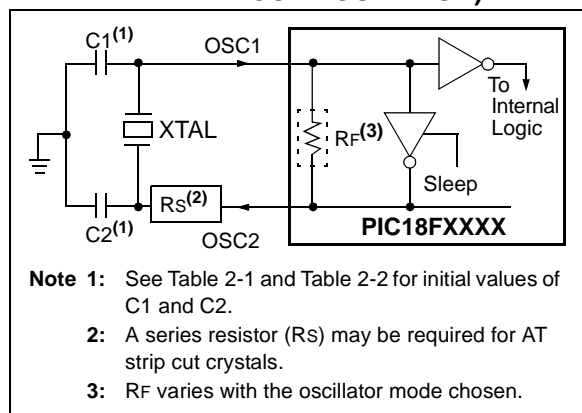 C1(1)
OSC1
To
Internal
Logic
XTAL
RF(3)
Sleep
C2(1)
RS(2)
OSC2
PIC18FXXXX
Note 1: See Table 2-1 and Table 2-2 for initial values of
C1 and C2.
2: A series resistor (RS) may be required for AT
strip cut crystals.
3: RF varies with the oscillator mode chosen.